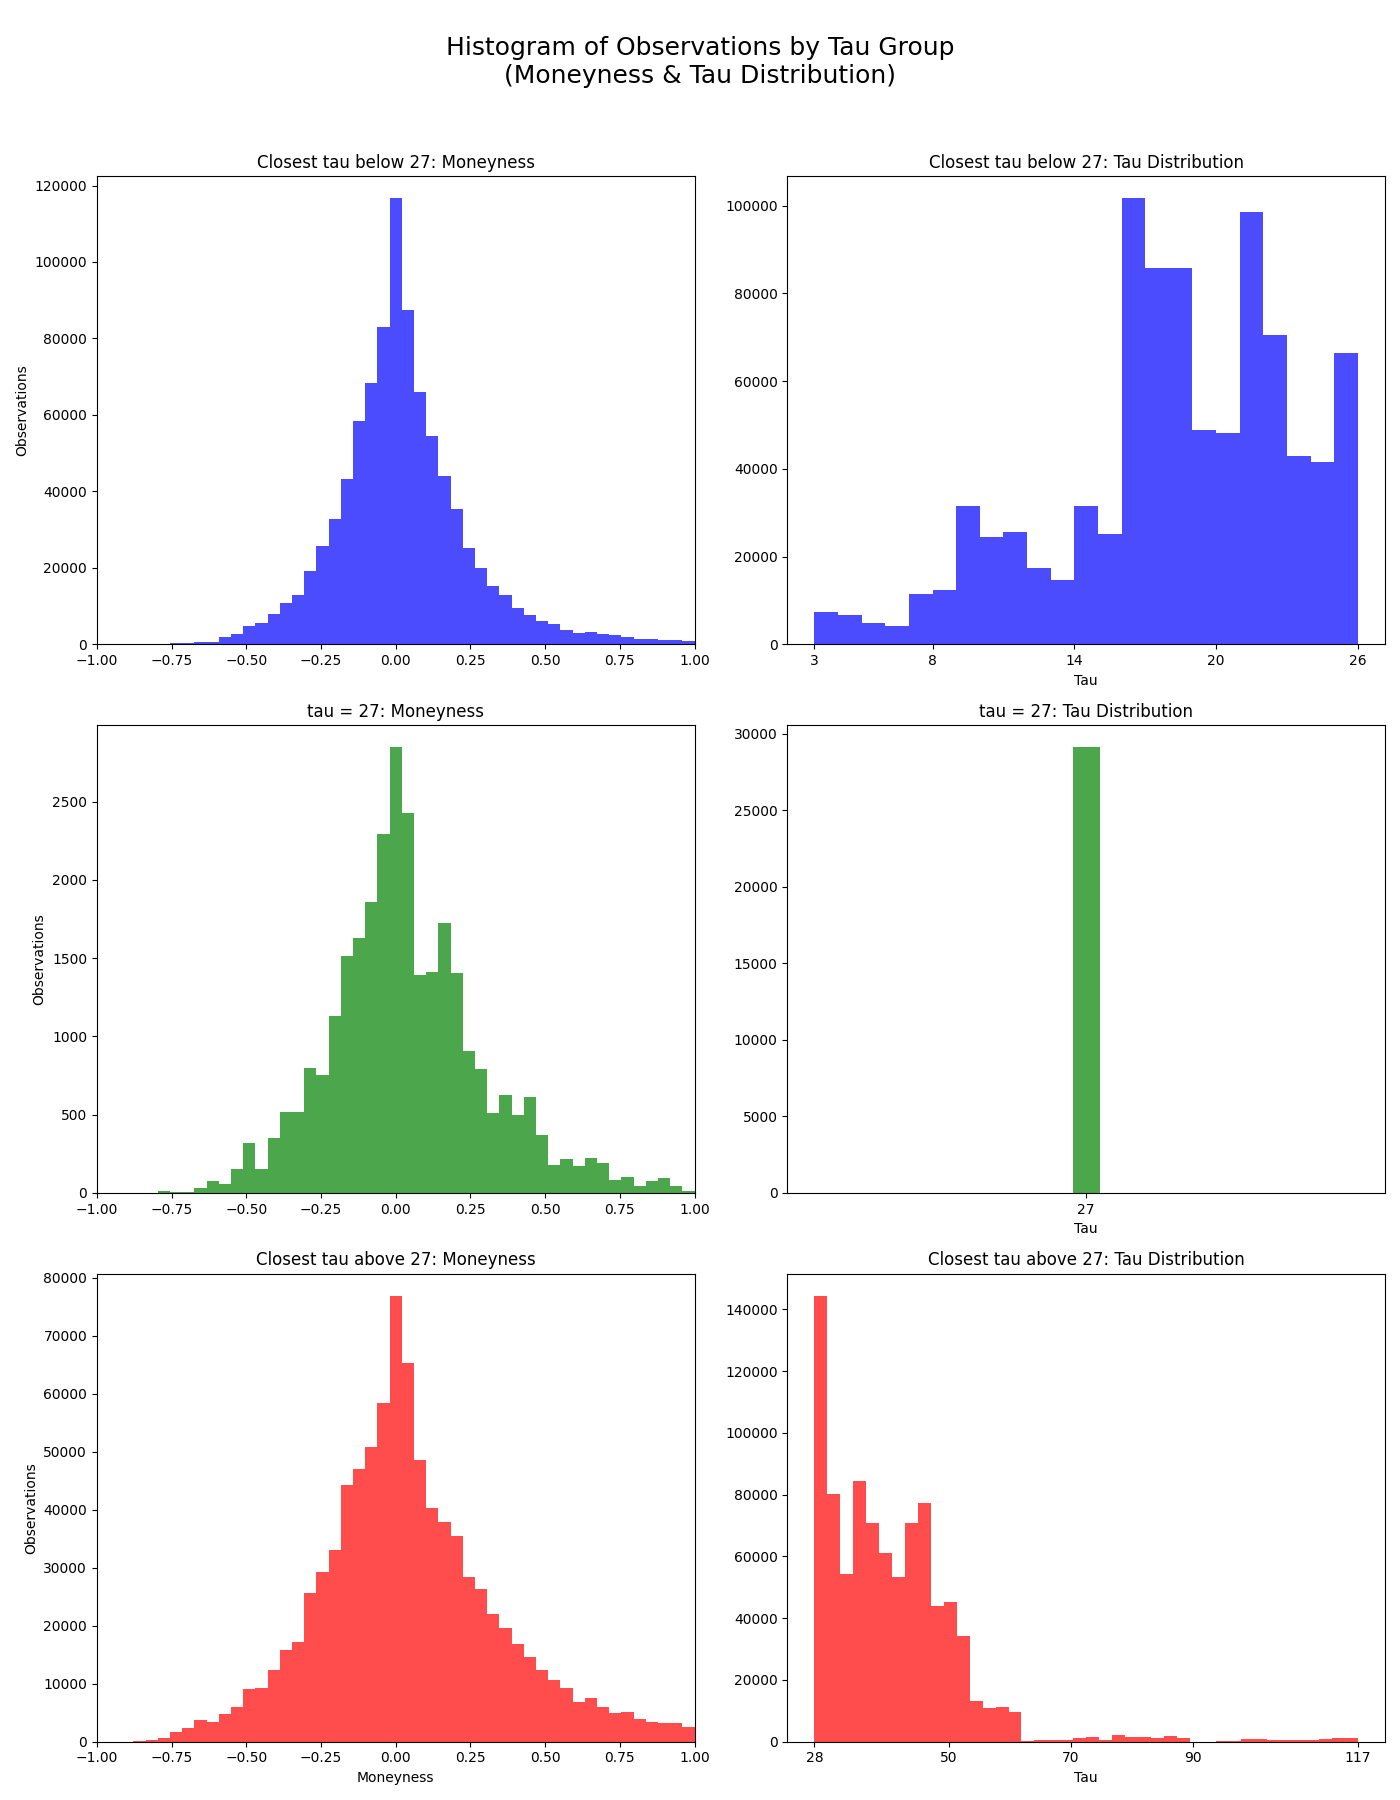 Histogram of Observations by Tau Group
(Moneyness & Tau Distribution)
Closest tau below 27: Moneyness
120000
100000
80000
60000
40000
20000
0
Observations
−1.00 −0.75 −0.50 −0.25 0.00 0.25 0.50 0.75 1.00
Closest tau below 27: Tau Distribution
100000
80000
60000
40000
20000
0
3 8 14 20 26
Tau
tau = 27: Moneyness
2500
2000
1500
1000
500
0
Observations
−1.00 −0.75 −0.50 −0.25 0.00 0.25 0.50 0.75 1.00
tau = 27: Tau Distribution
30000
25000
20000
15000
10000
5000
0
27
Tau
Closest tau above 27: Moneyness
80000
70000
60000
50000
40000
30000
20000
10000
0
Observations
−1.00 −0.75 −0.50 −0.25 0.00 0.25 0.50 0.75 1.00
Moneyness
Closest tau above 27: Tau Distribution
140000
120000
100000
80000
60000
40000
20000
0
28 50 70 90 117
Tau